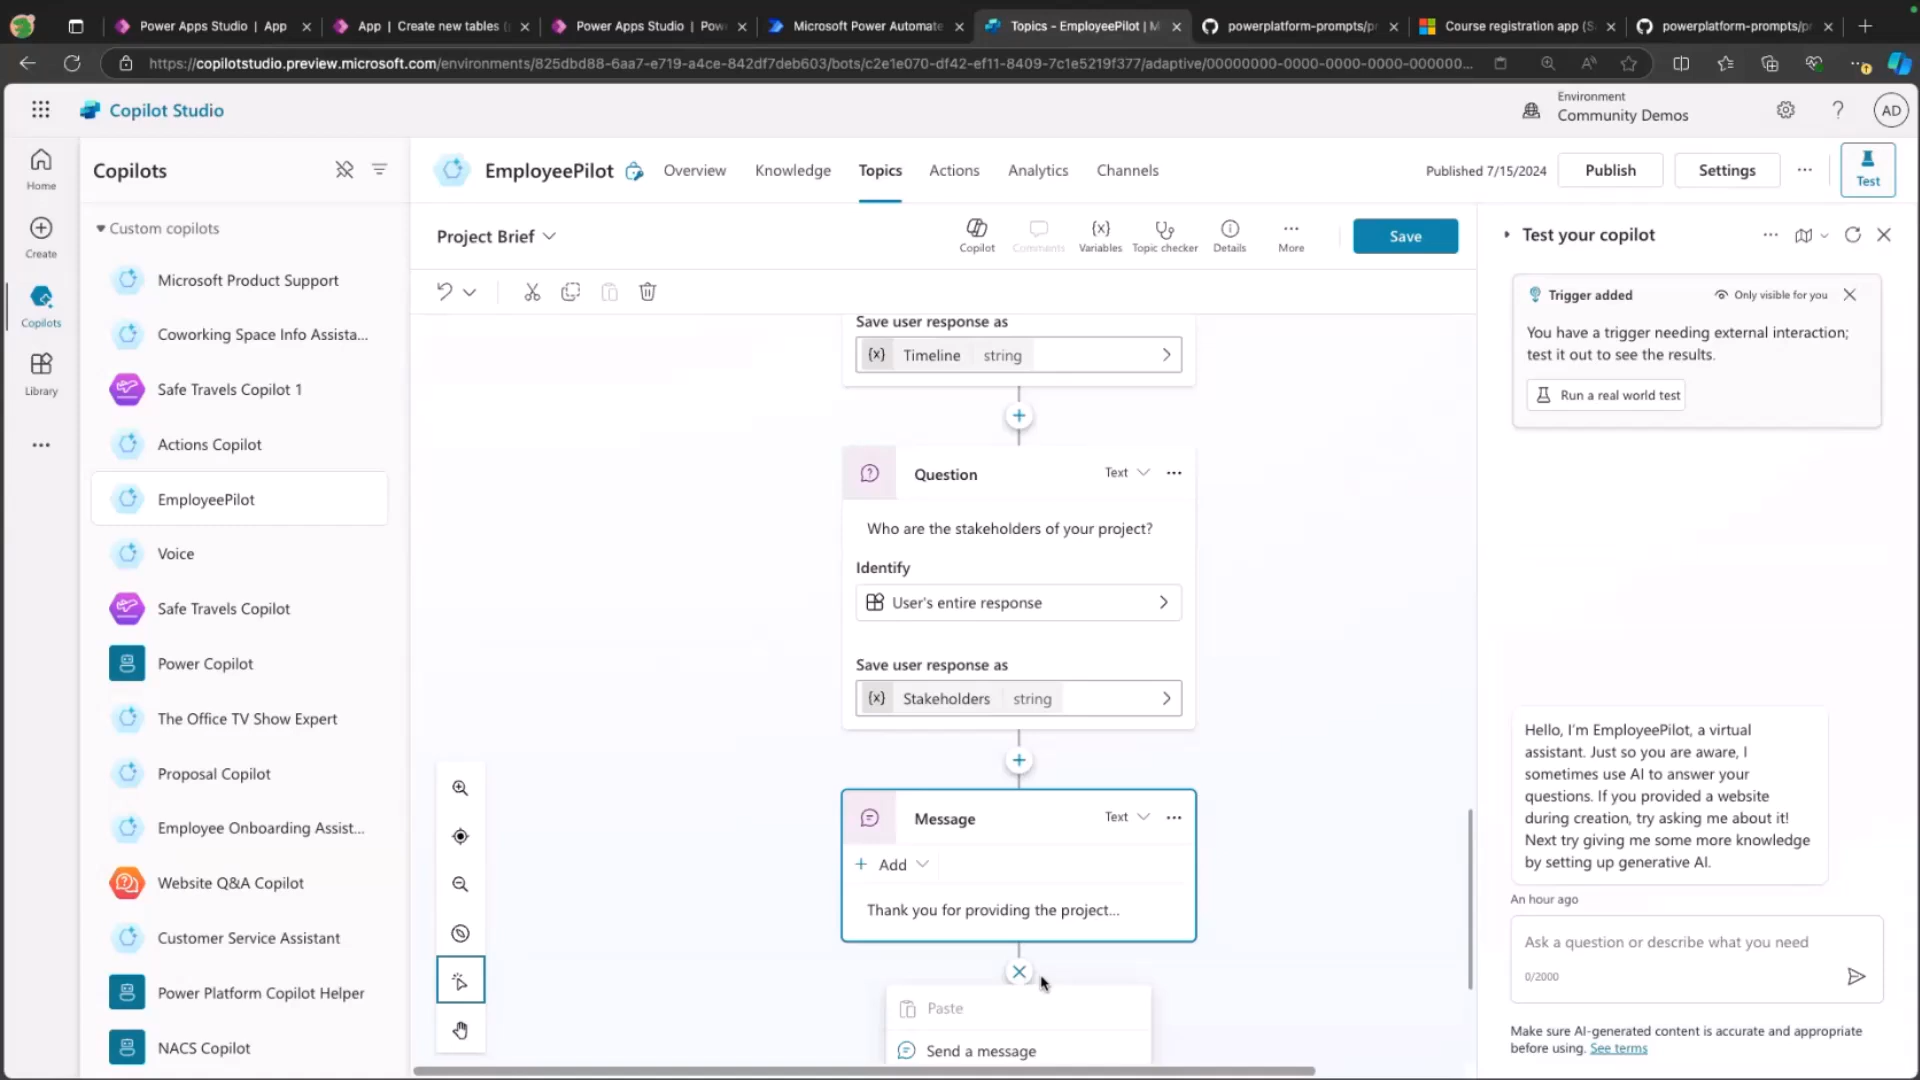 Power Apps Studio | App
App | Create new tables (
Power Apps Studio | Pow
Microsoft Power Automate
Topics - EmployeePilot | M
powerplatform-prompts/p
Course registration app (S
powerplatform-prompts/p
https://copilotstudio.preview.microsoft.com/environments/825dbd88-6aa7-e719-a4ce-842df7deb603/bots/c2e1e070-df42-ef11-8409-7c1e5219f377/adaptive/00000000-0000-0000-0000-000000...
Copilot Studio
Environment
Community Demos
AD
Home
Create
Copilots
Library
Copilots
Custom copilots
Microsoft Product Support
Coworking Space Info Assista...
Safe Travels Copilot 1
Actions Copilot
EmployeePilot
Voice
Safe Travels Copilot
Power Copilot
The Office TV Show Expert
Proposal Copilot
Employee Onboarding Assist...
Website Q&A Copilot
Customer Service Assistant
Power Platform Copilot Helper
NACS Copilot
EmployeePilot
Overview
Knowledge
Topics
Actions
Analytics
Channels
Published 7/15/2024
Publish
Settings
Test
Project Brief
Copilot
Comments
Variables
Topic checker
Details
More
Save
Save user response as
{x} Timeline string
Question
Text
Who are the stakeholders of your project?
Identify
User's entire response
Save user response as
{x} Stakeholders string
Message
Text
Add
Thank you for providing the project...
Paste
Send a message
Test your copilot
Trigger added
Only visible for you
You have a trigger needing external interaction;
test it out to see the results.
Run a real world test
Hello, I'm EmployeePilot, a virtual
assistant. Just so you are aware, I
sometimes use AI to answer your
questions. If you provided a website
during creation, try asking me about it!
Next try giving me some more knowledge
by setting up generative AI.
An hour ago
Ask a question or describe what you need
0/2000
Make sure AI-generated content is accurate and appropriate
before using. See terms